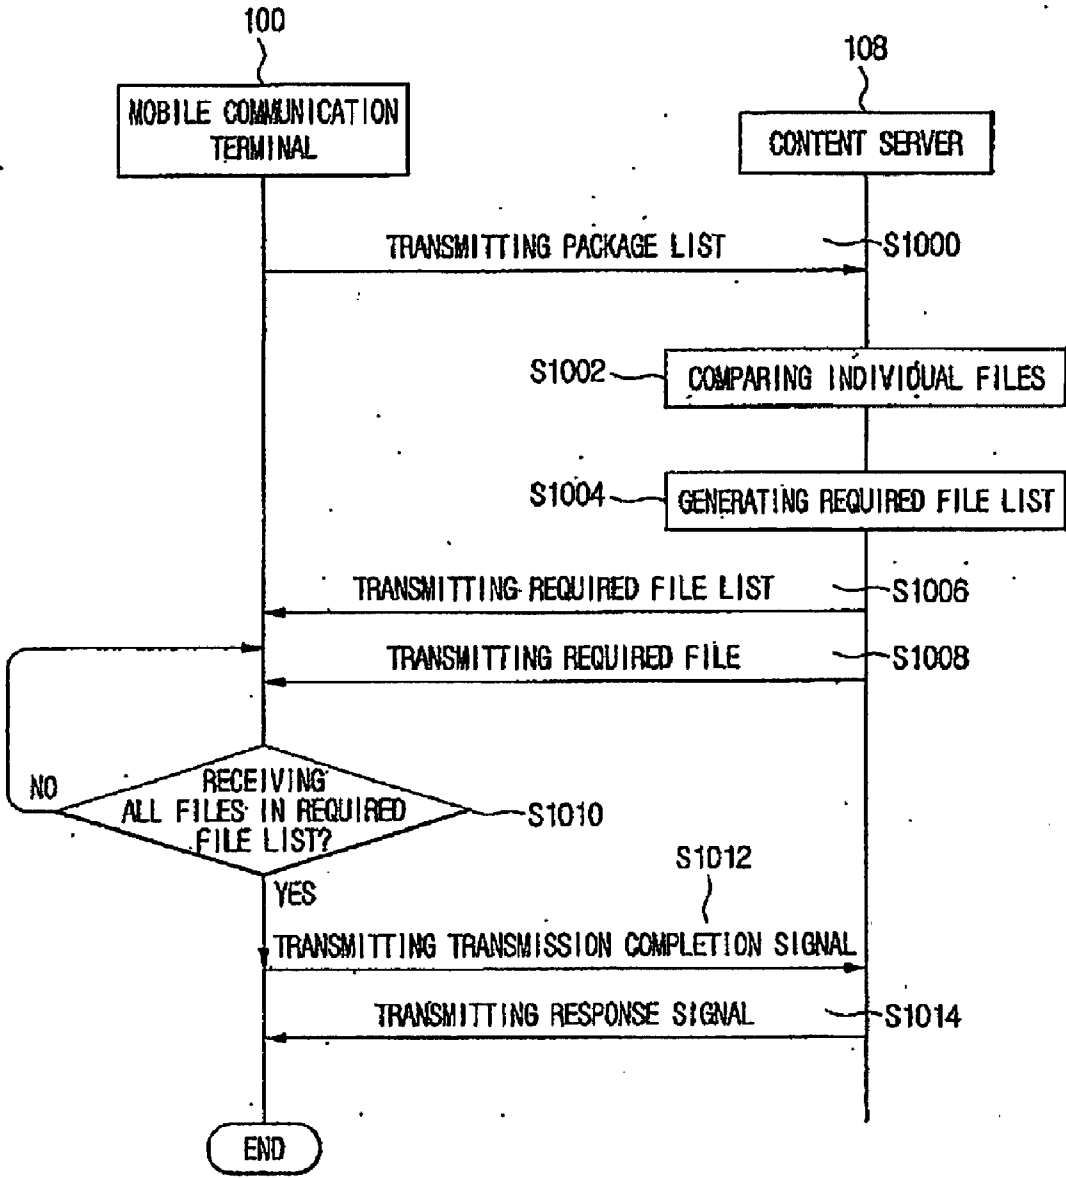 100
108
MOBILE COMMUNICATION
TERMINAL
CONTENT SERVER
TRANSMITTING PACKAGE LIST
S1000
S1002
COMPARING INDIVIDUAL FILES
S1004
GENERATING REQUIRED FILE LIST
TRANSMITTING REQUIRED FILE LIST
S1006
TRANSMITTING REQUIRED FILE
S1008
NO
RECEIVING
ALL FILES IN REQUIRED
FILE LIST?
S1010
YES
S1012
TRANSMITTING TRANSMISSION COMPLETION SIGNAL
TRANSMITTING RESPONSE SIGNAL
S1014
END